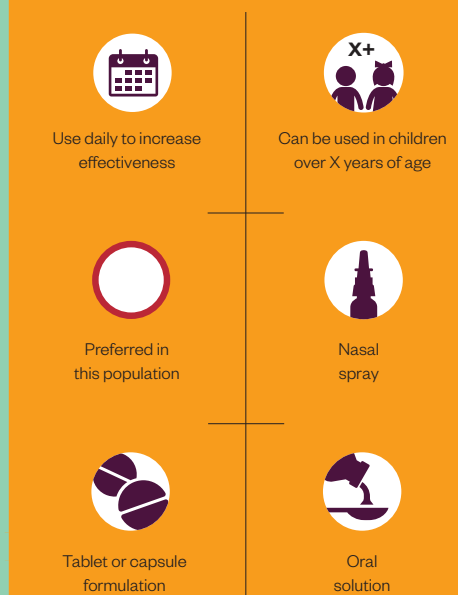 Use daily to increase
effectiveness
X+
Can be used in children
over X years of age
Preferred in
this population
Nasal
spray
Tablet or capsule
formulation
Oral
solution